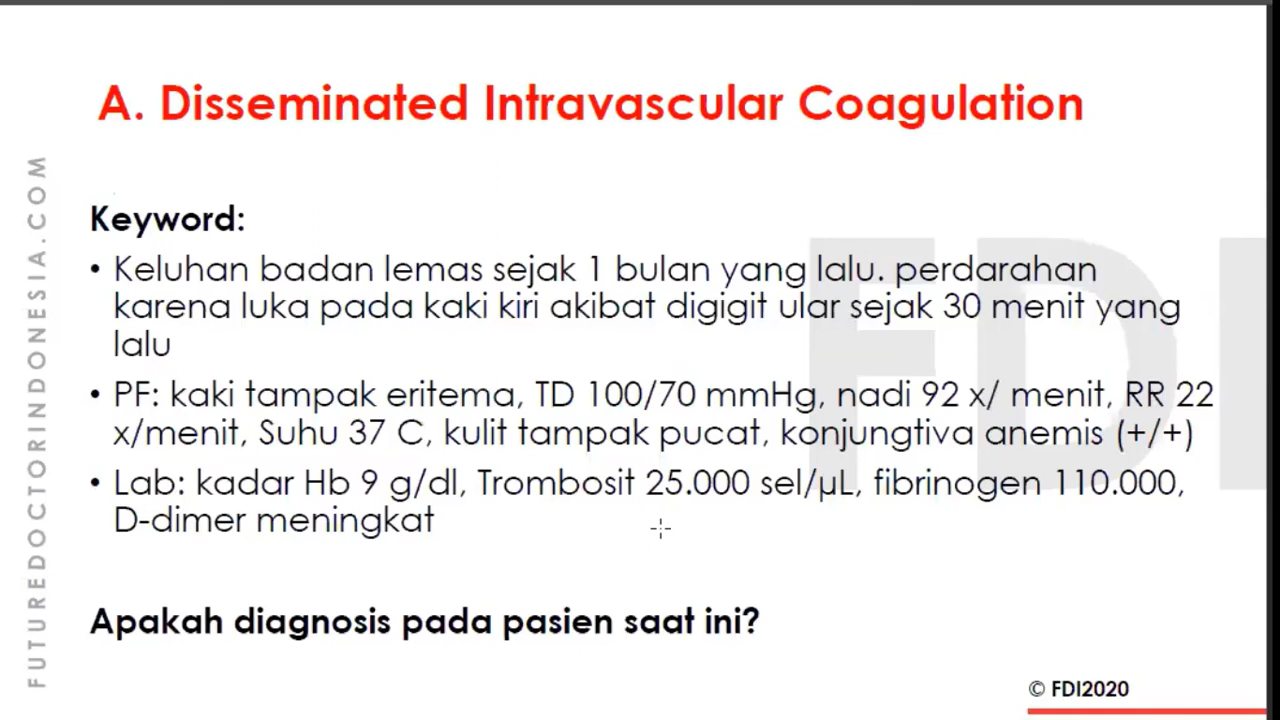 A. Disseminated Intravascular Coagulation
Keyword:
• Keluhan badan lemas sejak 1 bulan yang lalu. perdarahan
karena luka pada kaki kiri akibat digigit ular sejak 30 menit yang
lalu
• PF: kaki tampak eritema, TD 100/70 mmHg, nadi 92 x/ menit, RR 22
x/menit, Suhu 37 C, kulit tampak pucat, konjungtiva anemis (+/+)
• Lab: kadar Hb 9 g/dl, Trombosit 25.000 sel/µL, fibrinogen 110.000,
D-dimer meningkat
Apakah diagnosis pada pasien saat ini?
© FDI2020
FUTUREDOCTORINDONESIA.COM
FDI